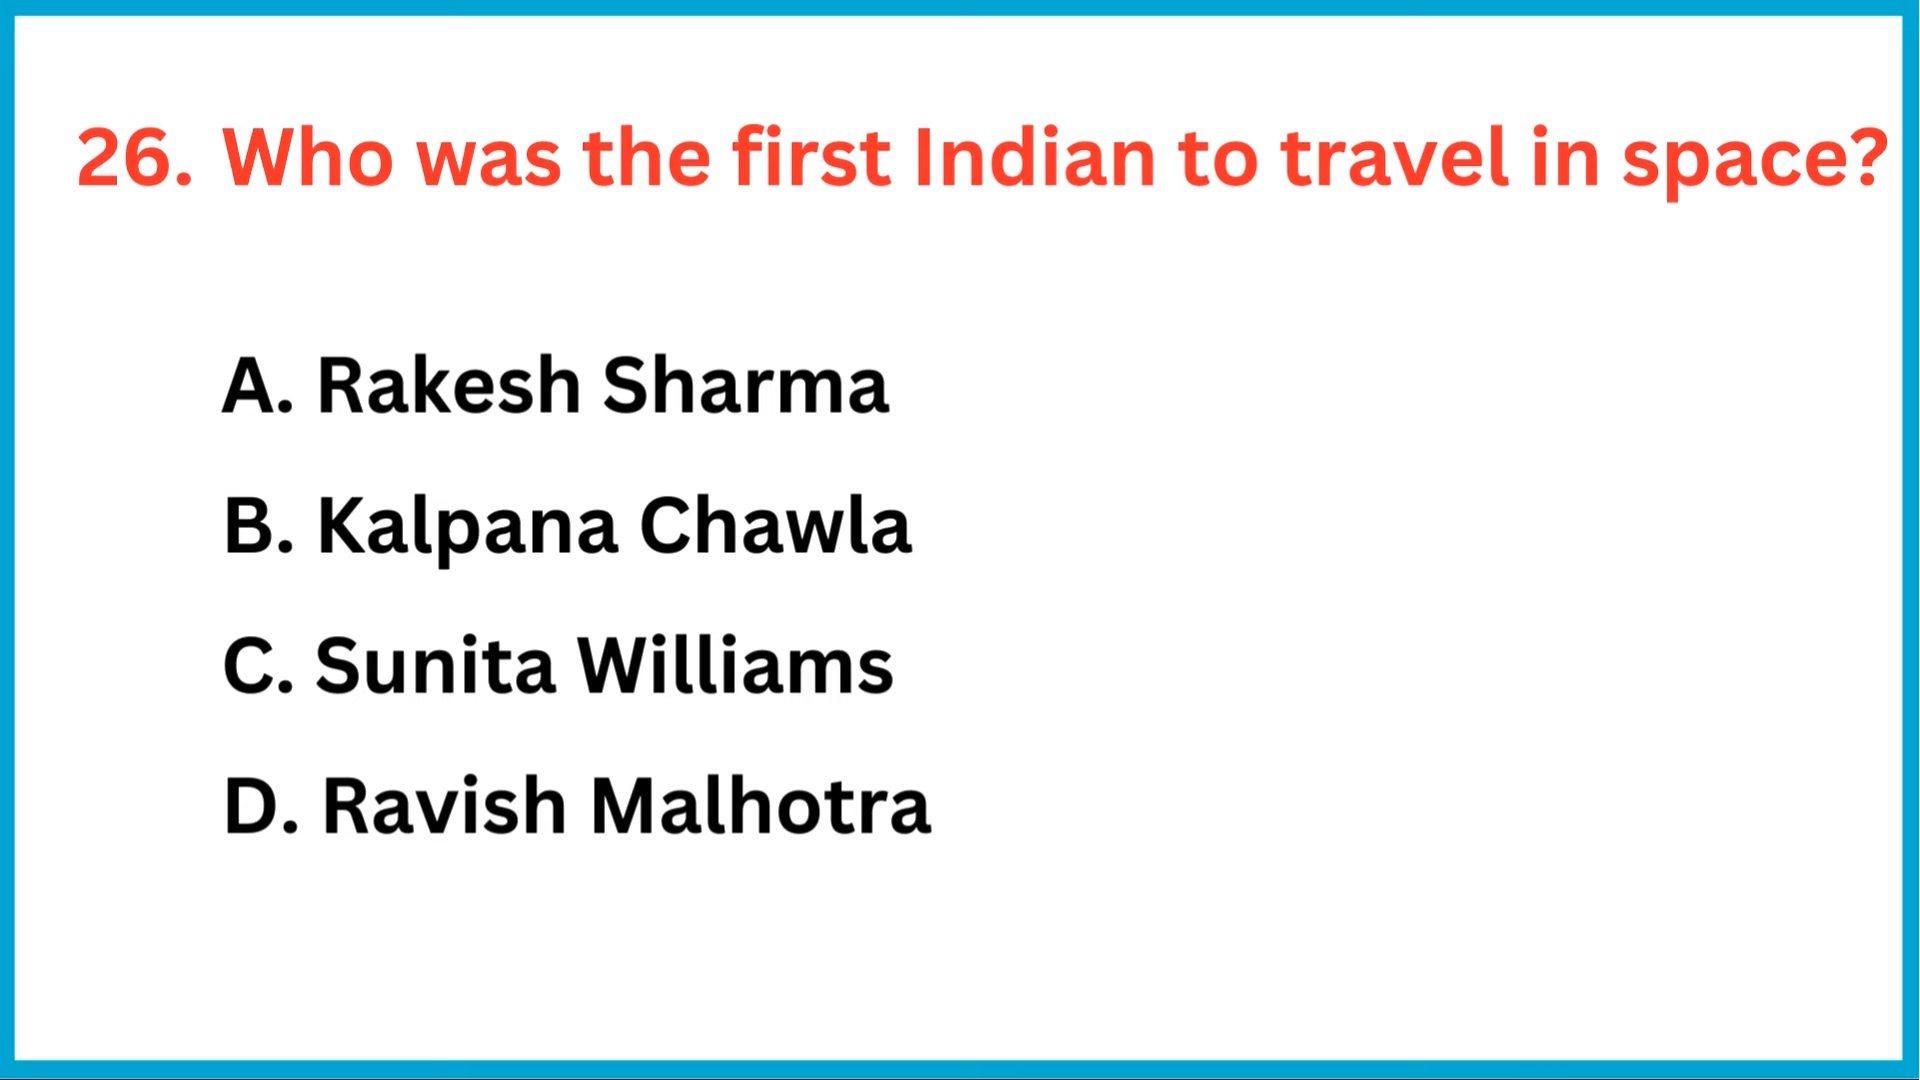 26. Who was the first Indian to travel in space?
A. Rakesh Sharma
B. Kalpana Chawla
C. Sunita Williams
D. Ravish Malhotra